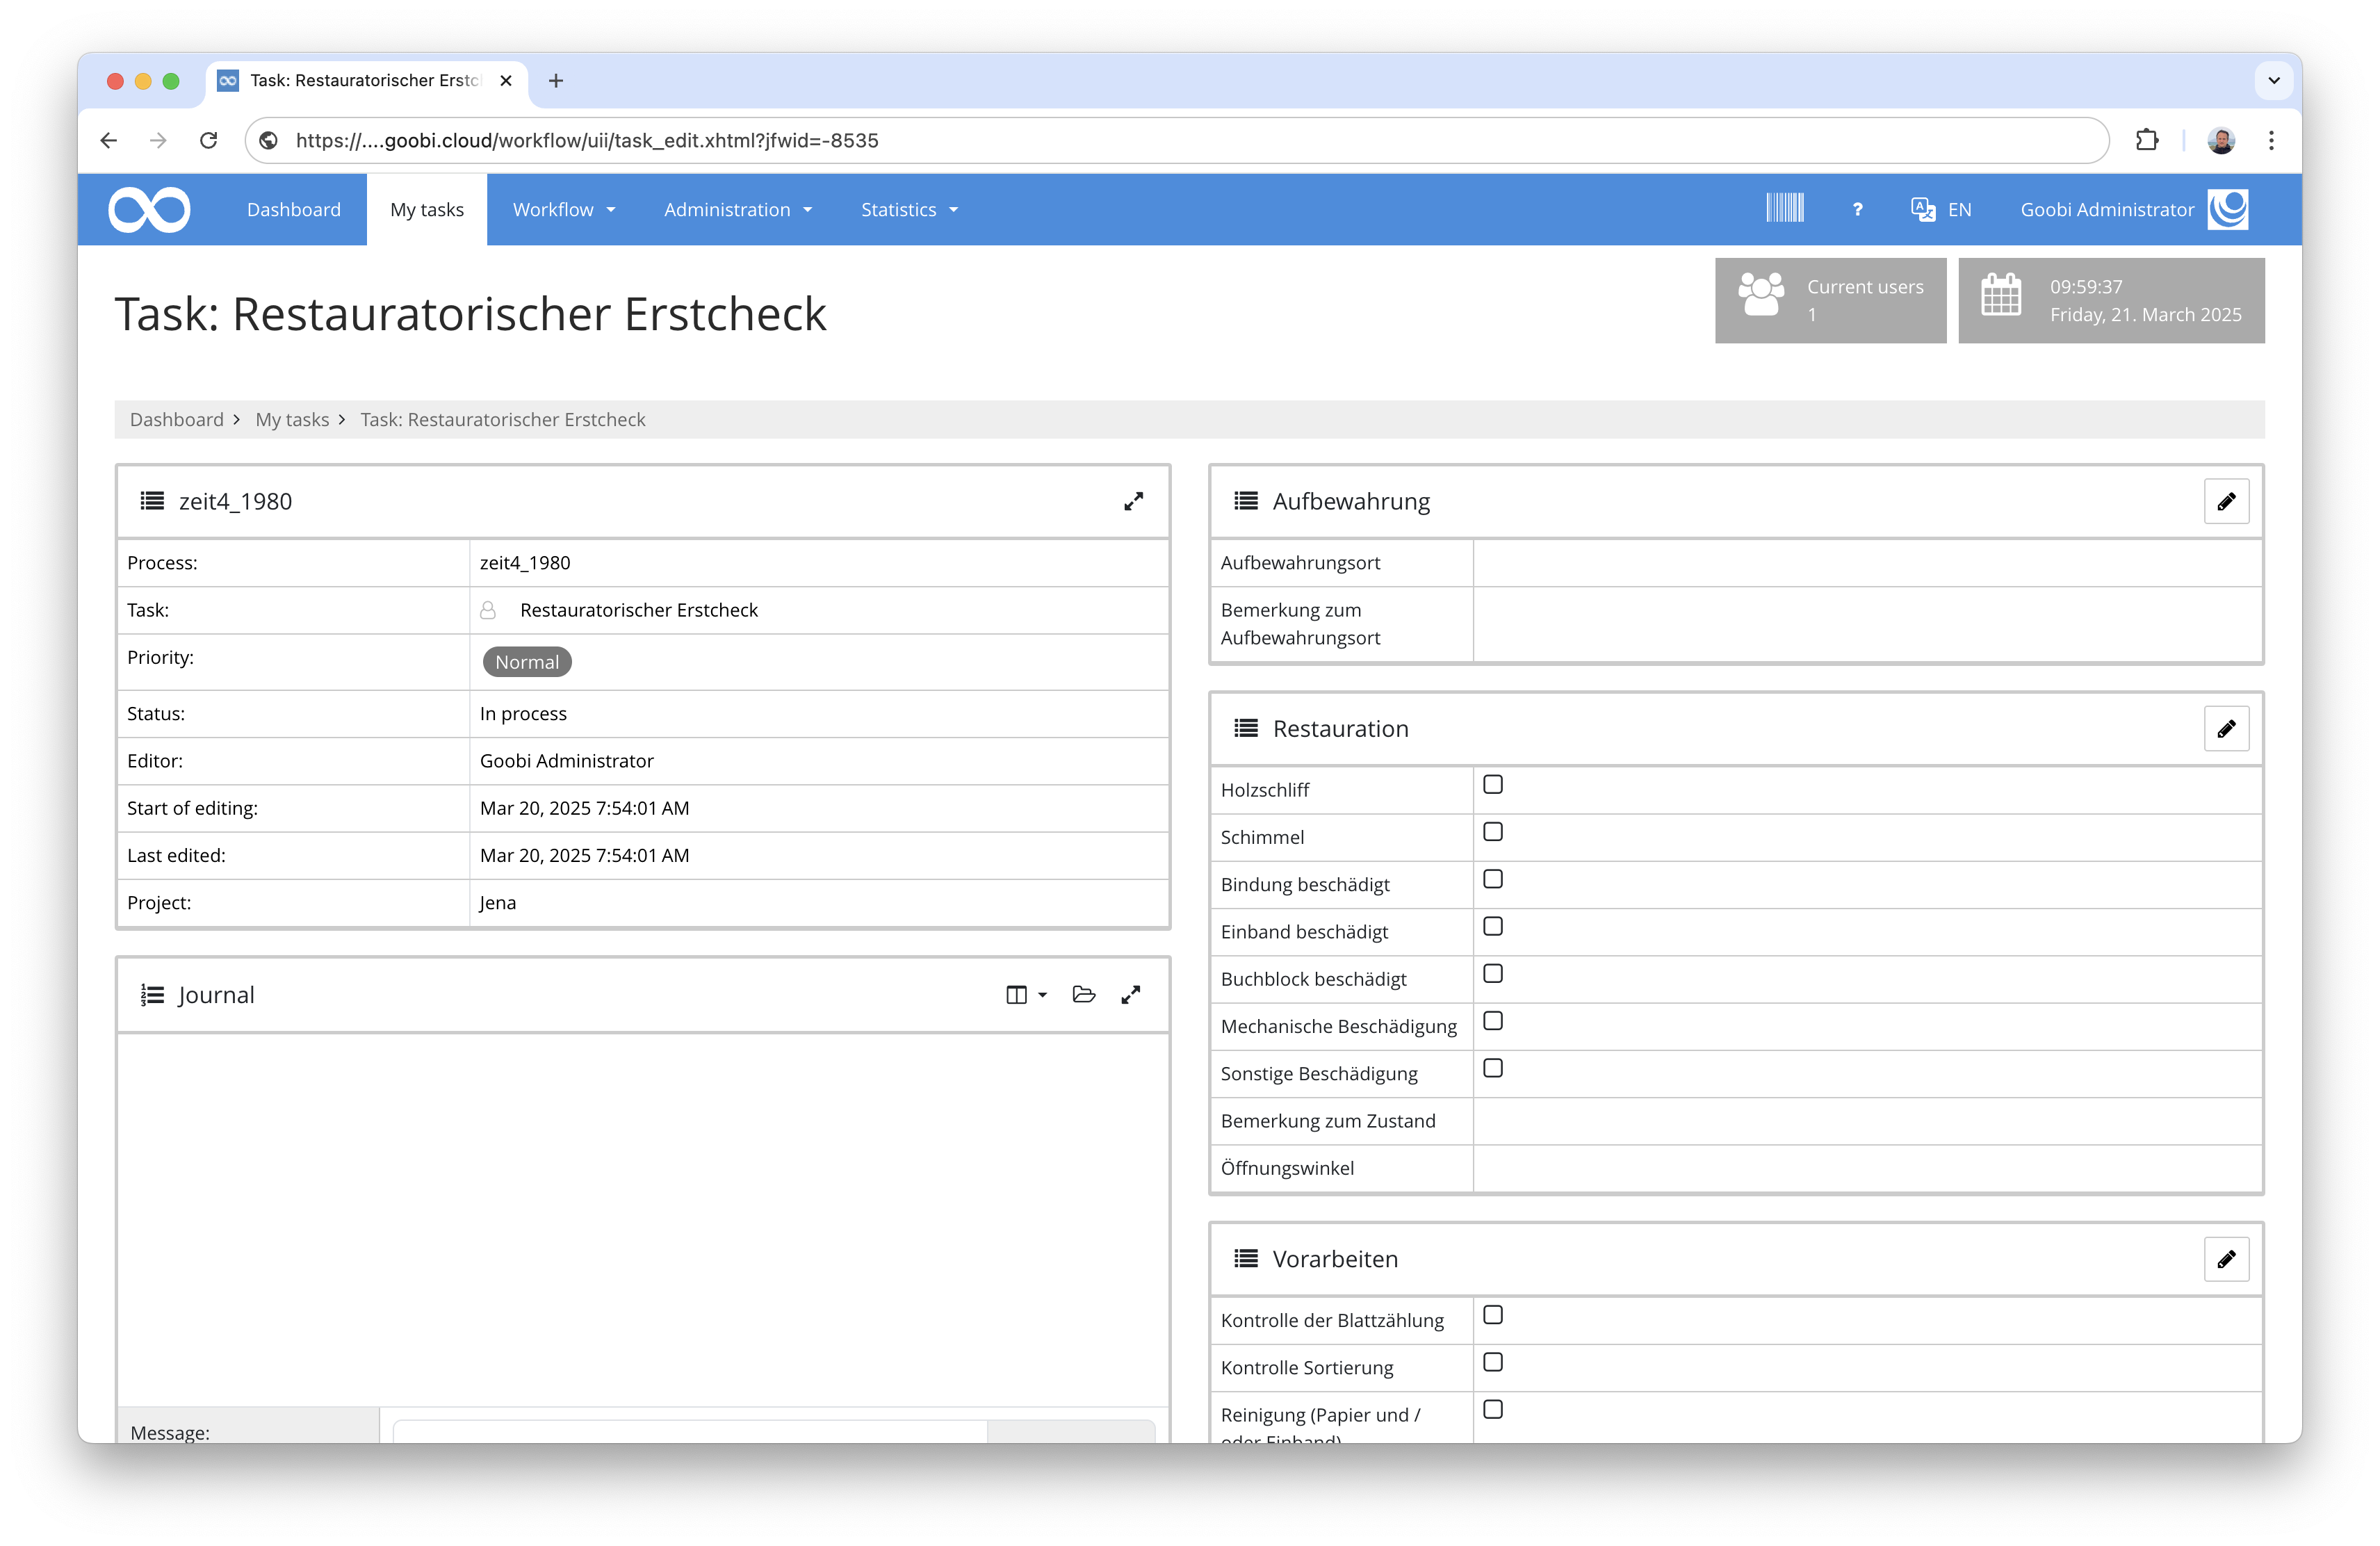 Task: Restauratorischer Erstc
https://....goobi.cloud/workflow/uii/task_edit.xhtml?jfwid=-8535
Dashboard
My tasks
Workflow
Administration
Statistics
?
EN
Goobi Administrator
Task: Restauratorischer Erstcheck
Current users
1
09:59:37
Friday, 21. March 2025
Dashboard > My tasks > Task: Restauratorischer Erstcheck
zeit4_1980
Process: zeit4_1980
Task: Restauratorischer Erstcheck
Priority: Normal
Status: In process
Editor: Goobi Administrator
Start of editing: Mar 20, 2025 7:54:01 AM
Last edited: Mar 20, 2025 7:54:01 AM
Project: Jena
Journal
Message:
Aufbewahrung
Aufbewahrungsort
Bemerkung zum
Aufbewahrungsort
Restauration
Holzschliff
Schimmel
Bindung beschädigt
Einband beschädigt
Buchblock beschädigt
Mechanische Beschädigung
Sonstige Beschädigung
Bemerkung zum Zustand
Öffnungswinkel
Vorarbeiten
Kontrolle der Blattzählung
Kontrolle Sortierung
Reinigung (Papier und /
oder Einband)